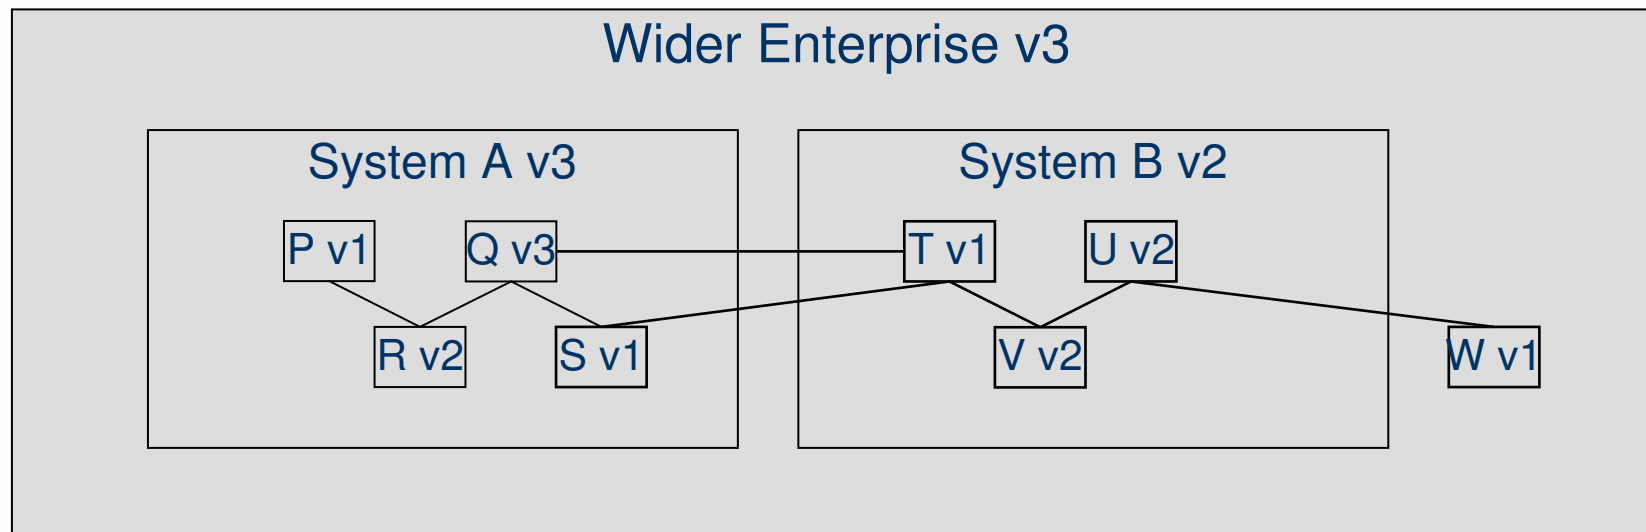 Wider Enterprise v3
System A v3
System B v2
P v1
Q v3
T v1
U v2
R v2
S v1
V v2
W v1